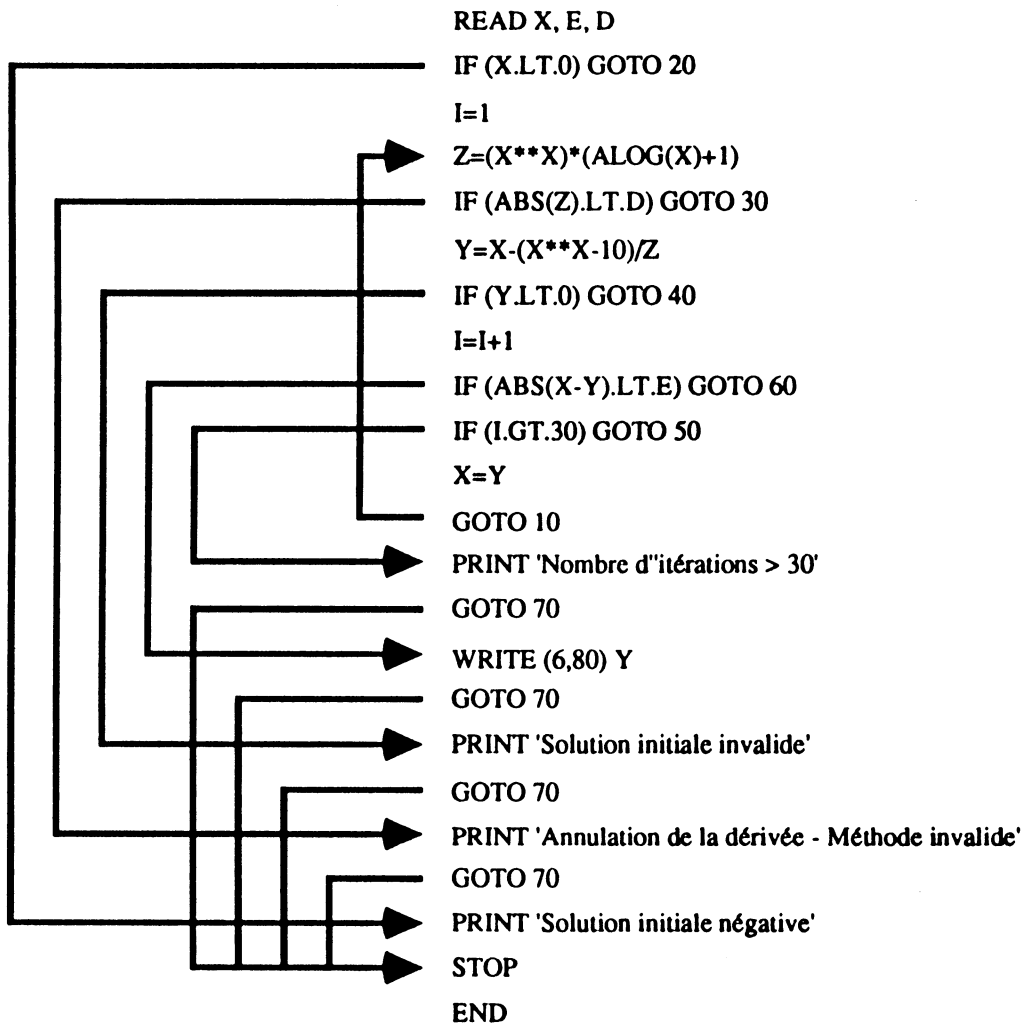 READ X, E, D
IF (X.LT.0) GOTO 20
I=1
Z=(X**X)*(ALOG(X)+1)
IF (ABS(Z).LT.D) GOTO 30
Y=X-(X**X-10)/Z
IF (Y.LT.0) GOTO 40
I=I+1
IF (ABS(X-Y).LT.E) GOTO 60
IF (I.GT.30) GOTO 50
X=Y
GOTO 10
PRINT 'Nombre d''itérations > 30'
GOTO 70
WRITE (6,80) Y
GOTO 70
PRINT 'Solution initiale invalide'
GOTO 70
PRINT 'Annulation de la dérivée - Méthode invalide'
GOTO 70
PRINT 'Solution initiale négative'
STOP
END